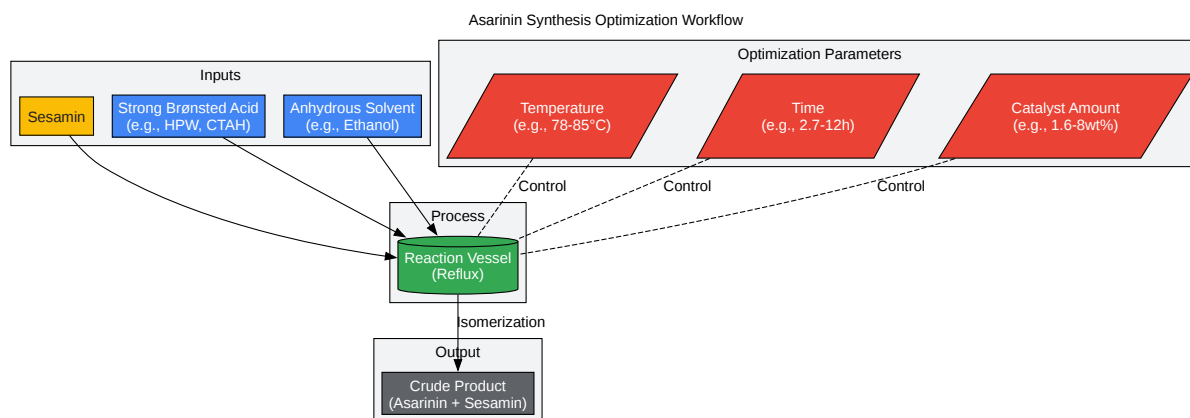 Asarinin Synthesis Optimization Workflow
Inputs
Optimization Parameters
Sesamin
Strong Brønsted Acid
(e.g., HPW, CTAH)
Anhydrous Solvent
(e.g., Ethanol)
Temperature
(e.g., 78-85°C)
Time
(e.g., 2.7-12h)
Catalyst Amount
(e.g., 1.6-8wt%)
Control
Control
Control
Process
Reaction Vessel
(Reflux)
Isomerization
Output
Crude Product
(Asarinin + Sesamin)